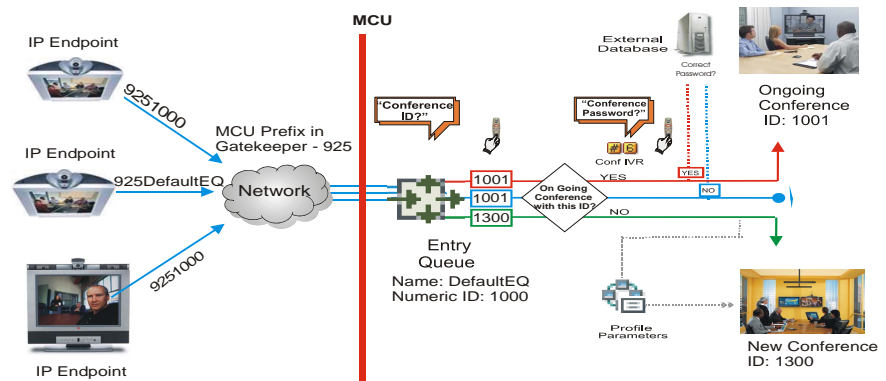 MCU
IP Endpoint
9251000
IP Endpoint
925DefaultEQ
9251000
IP Endpoint
MCU Prefix in
Gatekeeper - 925
Network
"Conference
ID?"
1001
1001
1300
Entry
Queue
Name: DefaultEQ
Numeric ID: 1000
"Conference
Password?"
# 6
Conf IVR
On Going
Conference
with this ID?
YES
NO
External
Database
Correct
Password?
YES
NO
Ongoing
Conference
ID: 1001
Profile
Parameters
New Conference
ID: 1300